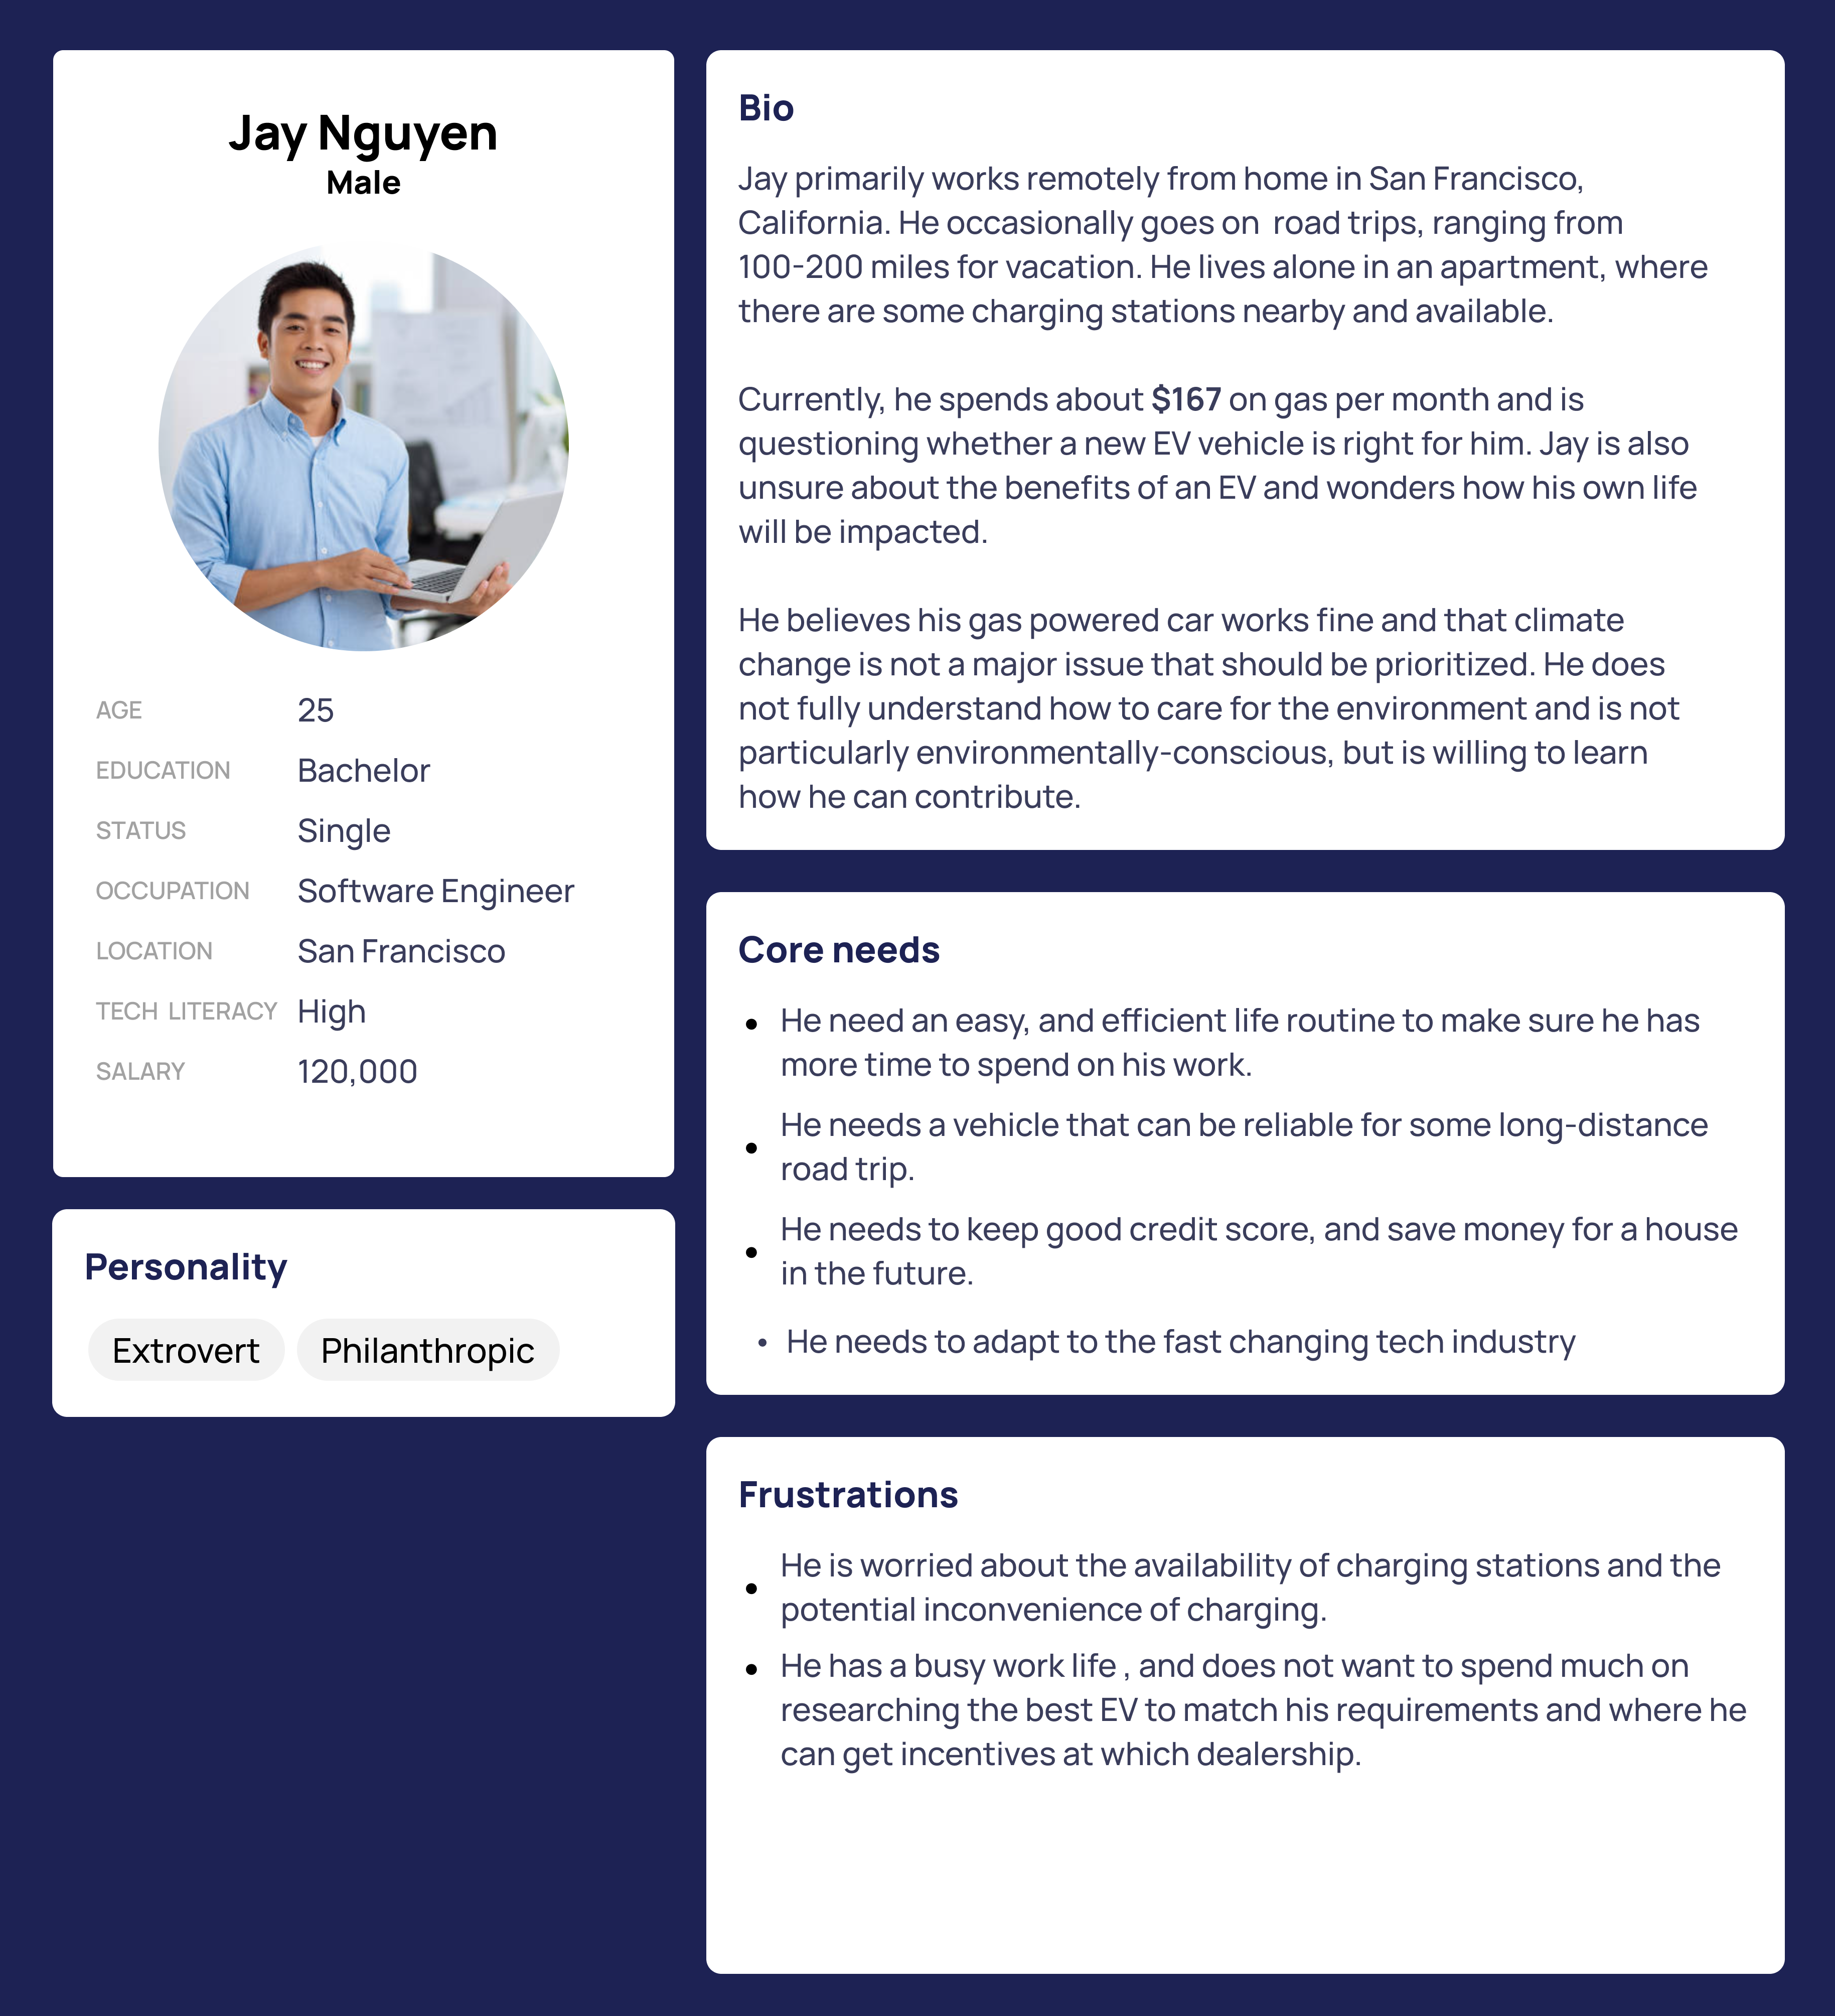 Jay Nguyen
Male
AGE 25
EDUCATION Bachelor
STATUS Single
OCCUPATION Software Engineer
LOCATION San Francisco
TECH LITERACY High
SALARY 120,000
Personality
Extrovert Philanthropic
Bio
Jay primarily works remotely from home in San Francisco,
California. He occasionally goes on  road trips, ranging from
100-200 miles for vacation. He lives alone in an apartment, where
there are some charging stations nearby and available.
Currently, he spends about $167 on gas per month and is
questioning whether a new EV vehicle is right for him. Jay is also
unsure about the benefits of an EV and wonders how his own life
will be impacted.
He believes his gas powered car works fine and that climate
change is not a major issue that should be prioritized. He does
not fully understand how to care for the environment and is not
particularly environmentally-conscious, but is willing to learn
how he can contribute.
Core needs
• He need an easy, and efficient life routine to make sure he has
more time to spend on his work.
• He needs a vehicle that can be reliable for some long-distance
road trip.
• He needs to keep good credit score, and save money for a house
in the future.
• He needs to adapt to the fast changing tech industry
Frustrations
• He is worried about the availability of charging stations and the
potential inconvenience of charging.
• He has a busy work life , and does not want to spend much on
researching the best EV to match his requirements and where he
can get incentives at which dealership.